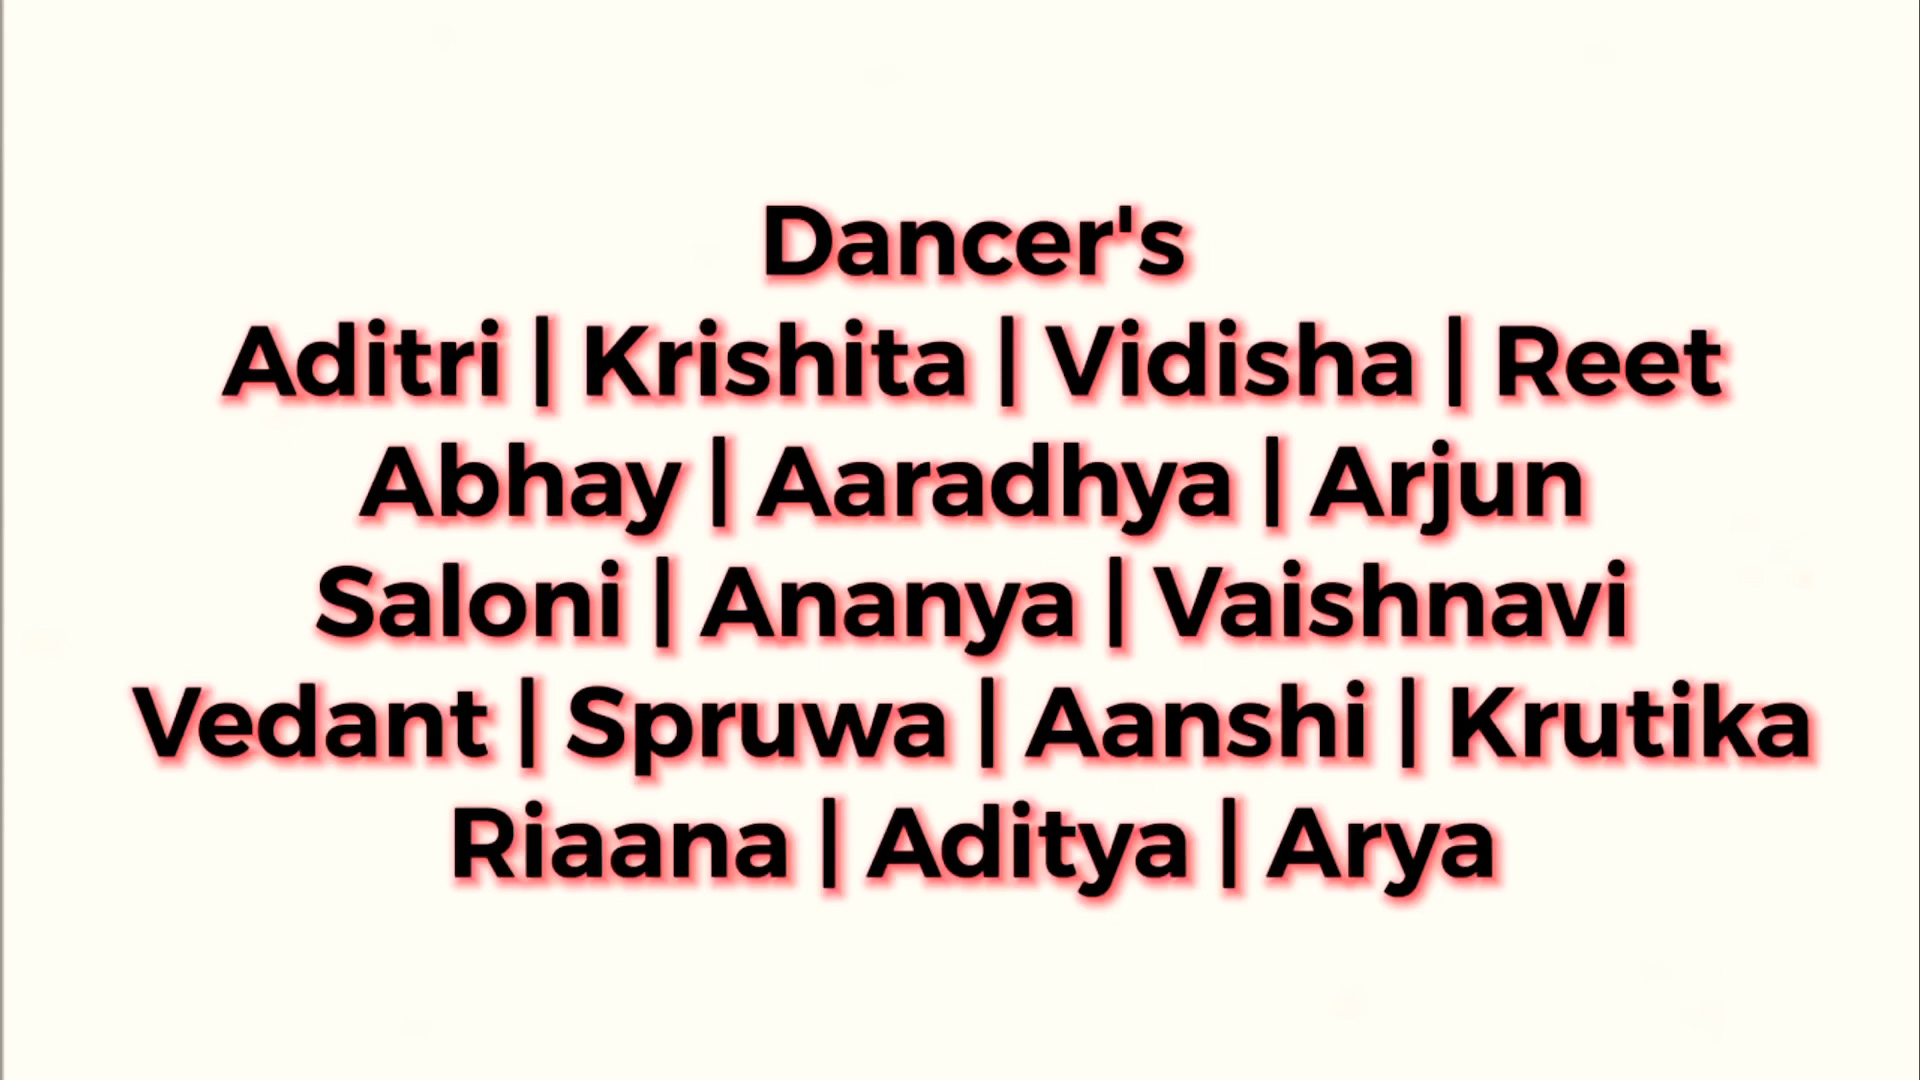 Dancer's
Aditri | Krishita | Vidisha | Reet
Abhay | Aaradhya | Arjun
Saloni | Ananya | Vaishnavi
Vedant | Spruwa | Aanshi | Krutika
Riaana | Aditya | Arya